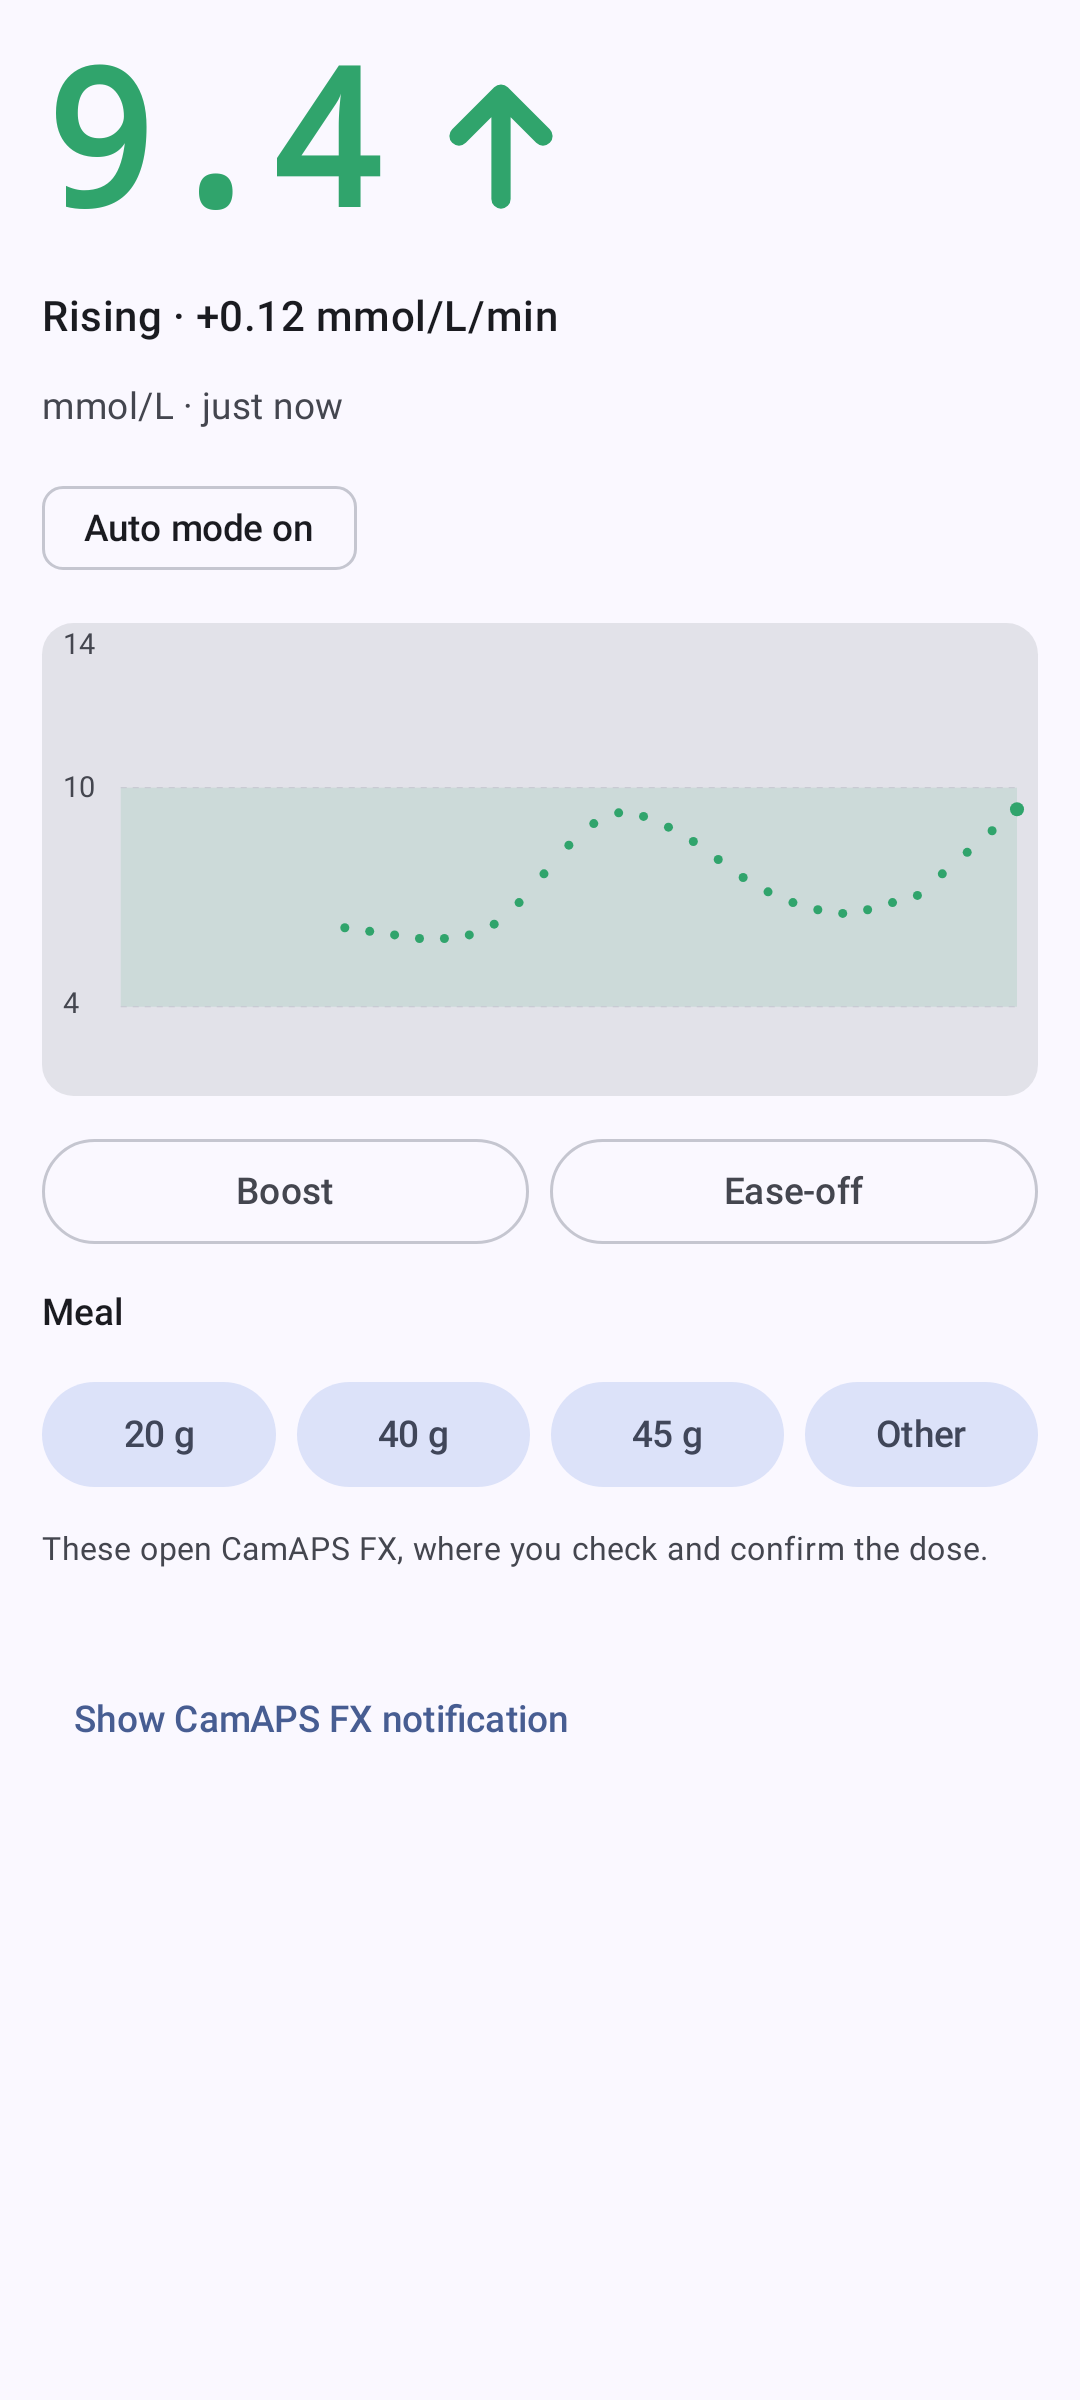 9.4
Rising · +0.12 mmol/L/min
mmol/L · just now
Auto mode on
14
10
4
Boost
Ease-off
Meal
20 g
40 g
45 g
Other
These open CamAPS FX, where you check and confirm the dose.
Show CamAPS FX notification